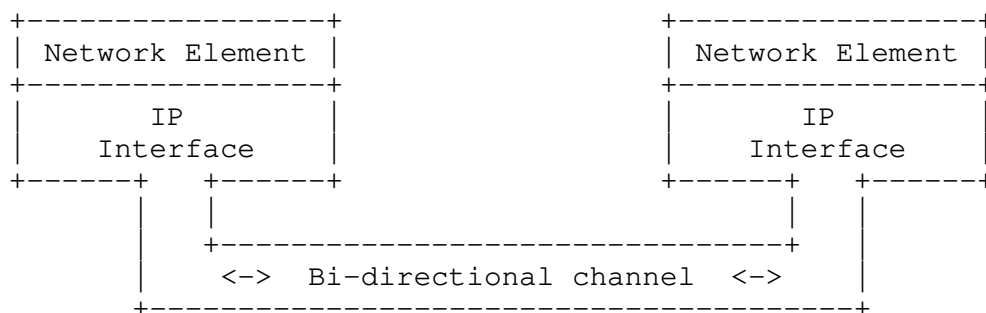 Network Element Network Element
IP IP
Interface Interface
<-> Bi-directional channel <->